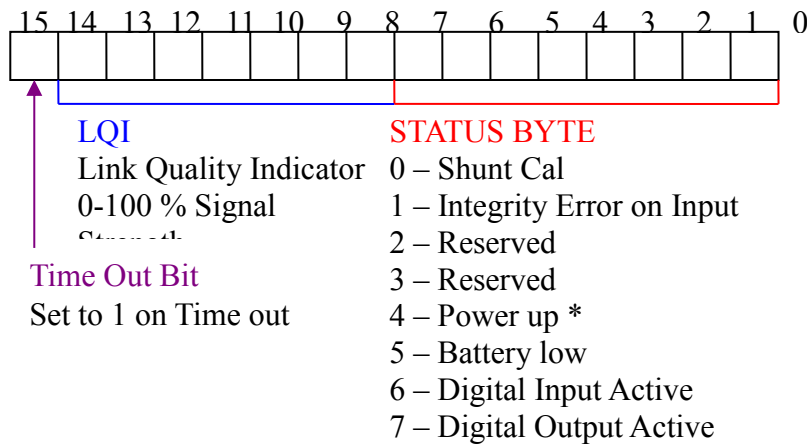 15 14 13 12 11 10 9 8 7 6 5 4 3 2 1 0
LQI
Link Quality Indicator
0-100 % Signal
Time Out Bit
Set to 1 on Time out
STATUS BYTE
0 – Shunt Cal
1 – Integrity Error on Input
2 – Reserved
3 – Reserved
4 – Power up *
5 – Battery low
6 – Digital Input Active
7 – Digital Output Active